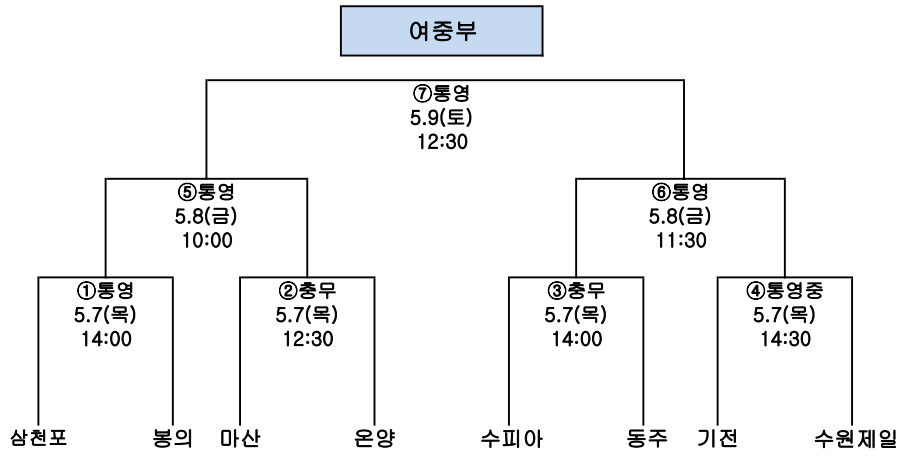 여중부
⑦통영
5.9(토)
12:30
⑤통영
5.8(금)
10:00
⑥통영
5.8(금)
11:30
①통영
5.7(목)
14:00
②충무
5.7(목)
12:30
③충무
5.7(목)
14:00
④통영중
5.7(목)
14:30
삼천포 봉의 마산 온양 수피아 동주 기전 수원제일